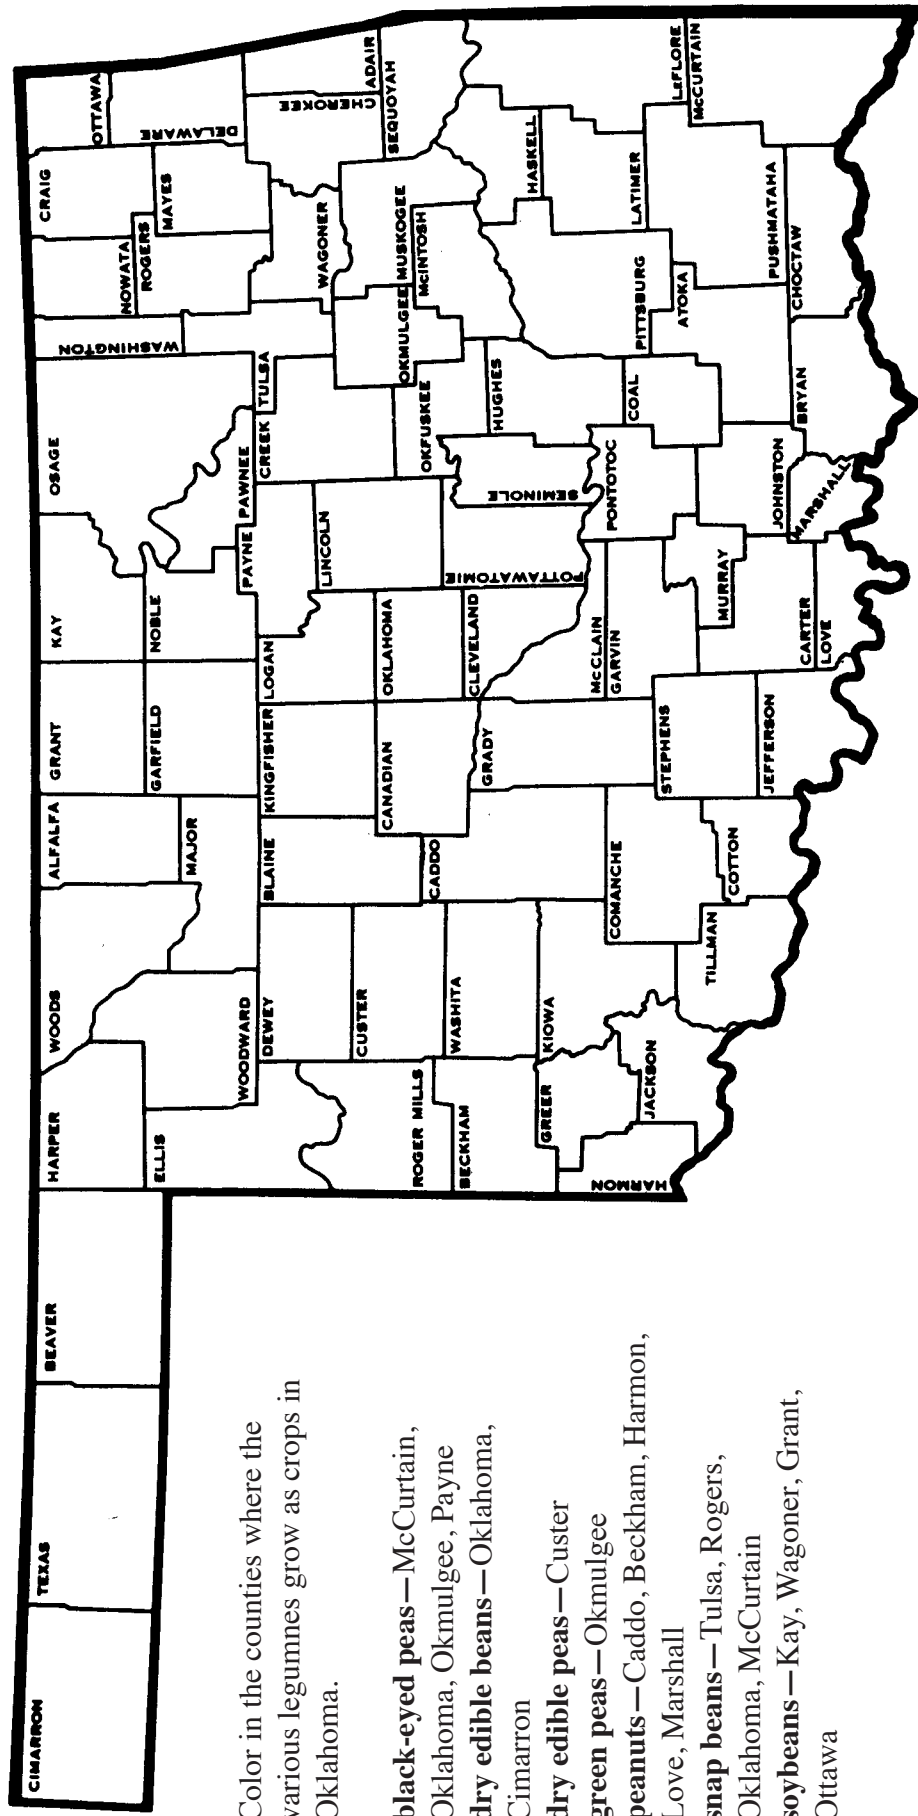 CIMARRON
TEXAS
BEAVER
HARPER
WOODS
ALFALFA
GRANT
KAY
OSAGE
WASHINGTON
NOWATA
CRAIG
OTTAWA
ELLIS
WOODWARD
MAJOR
GARFIELD
NOBLE
PAWNEE
ROGERS
MAYES
DELAWARE
DEWEY
BLAINE
KINGFISHER
LOGAN
PAYNE
CREEK
TULSA
WAGONER
CHEROKEE
ADAIR
ROGER MILLS
CUSTER
CANADIAN
OKLAHOMA
LINCOLN
OKFUSKEE
OKMULGEE
MUSKOGEE
SEQUOYAH
BECKHAM
WASHITA
CADDO
GRADY
CLEVELAND
POTTAWATOMIE
SEMINOLE
HUGHES
McINTOSH
HASKELL
GREER
KIOWA
McCLAIN
GARVIN
PONTOTOC
COAL
PITTSBURG
LATIMER
LEFLORE
HARMON
JACKSON
COMANCHE
STEPHENS
MURRAY
ATOKA
McCURTAIN
TILLMAN
COTTON
JEFFERSON
CARTER
JOHNSTON
PUSHMATAHA
LOVE
MARSHALL
BRYAN
CHOCTAW
Color in the counties where the
various legumnes grow as crops in
Oklahoma.
black-eyed peas—McCurtain,
Oklahoma, Okmulgee, Payne
dry edible beans—Oklahoma,
Cimarron
dry edible peas—Custer
green peas—Okmulgee
peanuts—Caddo, Beckham, Harmon,
Love, Marshall
snap beans—Tulsa, Rogers,
Oklahoma, McCurtain
soybeans—Kay, Wagoner, Grant,
Ottawa